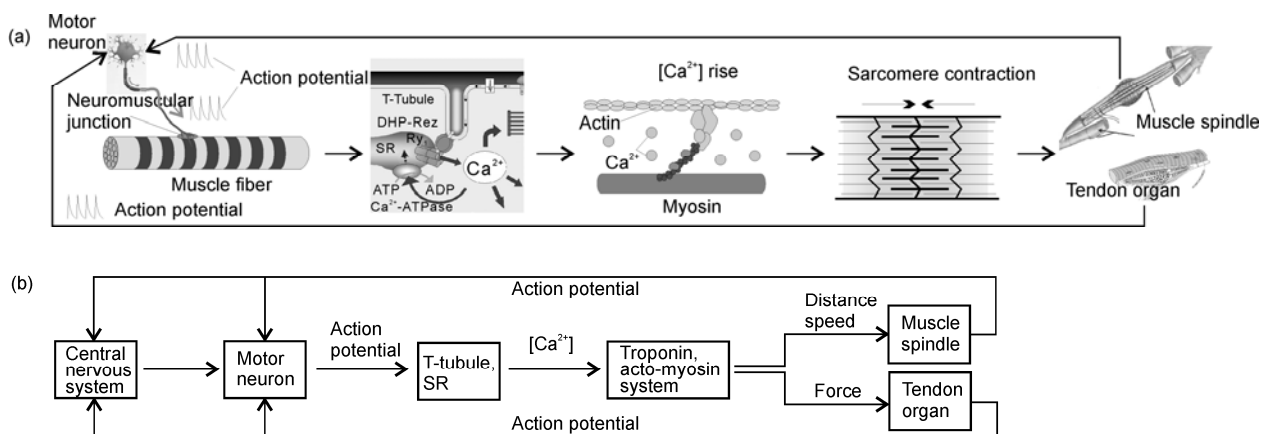 (a)
Motor
neuron
Action potential
Neuromuscular
junction
Muscle fiber
Action potential
T-Tubule
DHP-Rez
Ry
SR
Ca²⁺
ATP
ADP
Ca²⁺-ATPase
[Ca²⁺] rise
Actin
Ca²⁺
Myosin
Sarcomere contraction
Muscle spindle
Tendon organ
(b)
Action potential
Central
nervous
system
Motor
neuron
Action
potential
T-tubule,
SR
[Ca²⁺]
Troponin,
acto-myosin
system
Distance
speed
Muscle
spindle
Force
Tendon
organ
Action potential